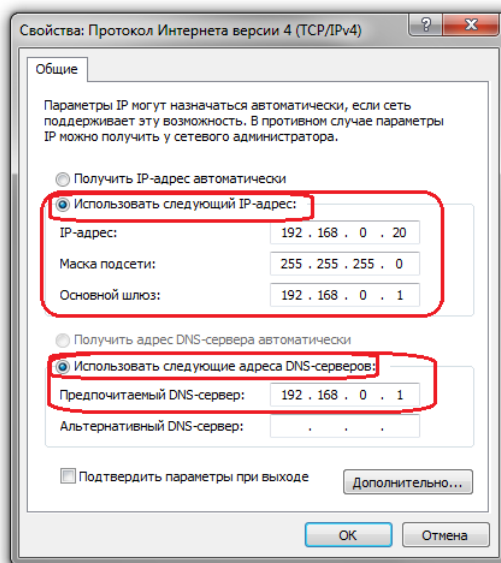 Свойства: Протокол Интернета версии 4 (TCP/IPv4)
Общие
Параметры IP могут назначаться автоматически, если сеть
поддерживает эту возможность. В противном случае параметры
IP можно получить у сетевого администратора.
Получить IP-адрес автоматически
Использовать следующий IP-адрес:
IP-адрес: 192 . 168 . 0 . 20
Маска подсети: 255 . 255 . 255 . 0
Основной шлюз: 192 . 168 . 0 . 1
Получить адрес DNS-сервера автоматически
Использовать следующие адреса DNS-серверов:
Предпочитаемый DNS-сервер: 192 . 168 . 0 . 1
Альтернативный DNS-сервер: . . .
Подтвердить параметры при выходе
Дополнительно...
OK Отмена